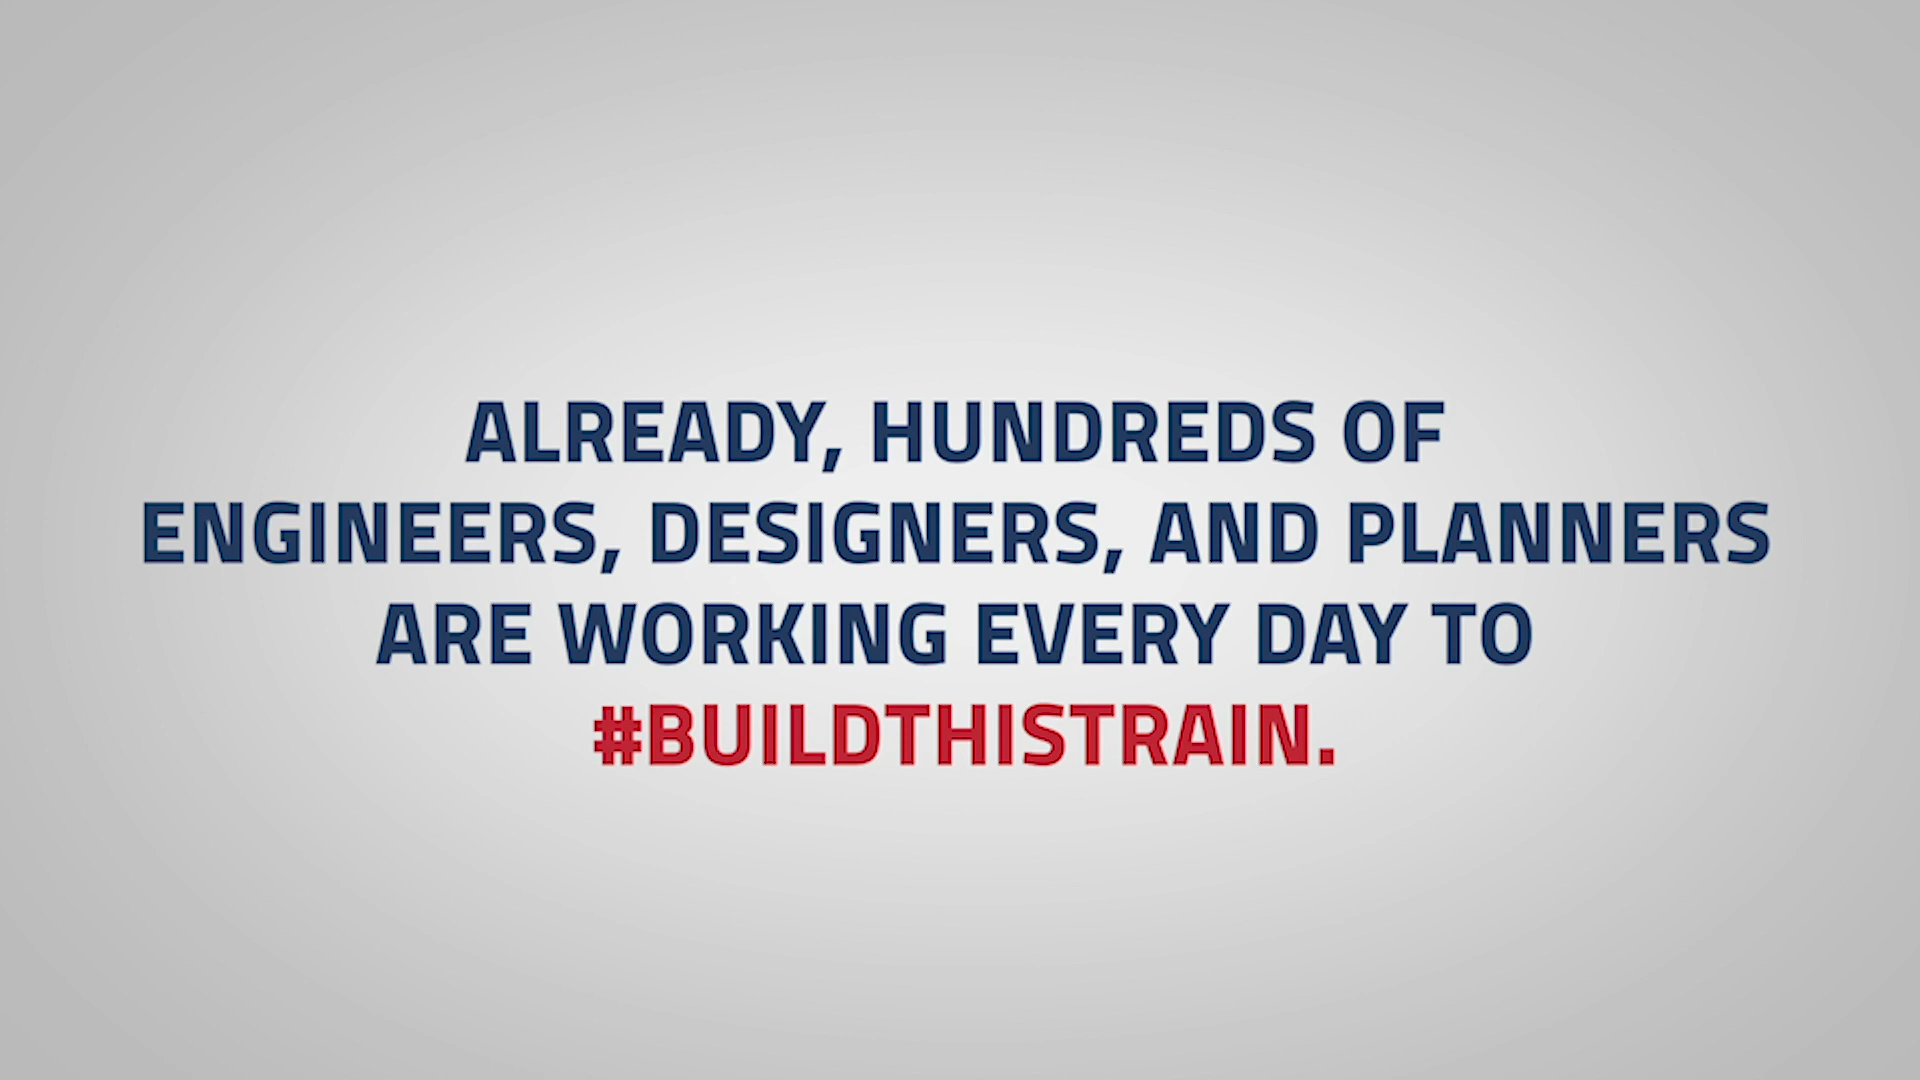 ALREADY, HUNDREDS OF
ENGINEERS, DESIGNERS, AND PLANNERS
ARE WORKING EVERY DAY TO
#BUILDTHISTRAIN.